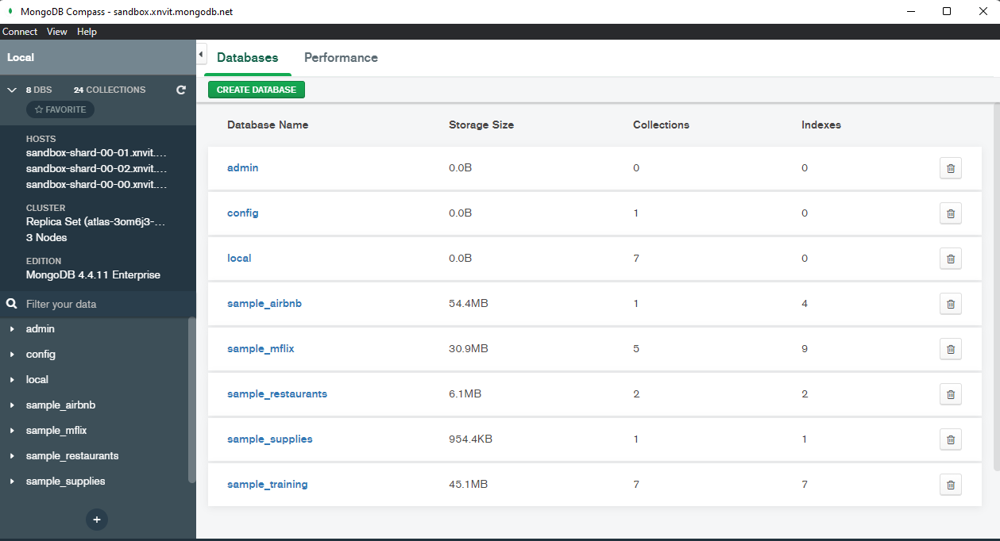 MongoDB Compass - sandbox.xnvit.mongodb.net
Connect View Help
Local
8 DBS 24 COLLECTIONS
FAVORITE
HOSTS
sandbox-shard-00-01.xnvit....
sandbox-shard-00-02.xnvit....
sandbox-shard-00-00.xnvit....
CLUSTER
Replica Set (atlas-3om6j3-...
3 Nodes
EDITION
MongoDB 4.4.11 Enterprise
Filter your data
admin
config
local
sample_airbnb
sample_mflix
sample_restaurants
sample_supplies
Databases Performance
CREATE DATABASE
Database Name Storage Size Collections Indexes
admin 0.0B 0 0
config 0.0B 1 0
local 0.0B 7 0
sample_airbnb 54.4MB 1 4
sample_mflix 30.9MB 5 9
sample_restaurants 6.1MB 2 2
sample_supplies 954.4KB 1 1
sample_training 45.1MB 7 7